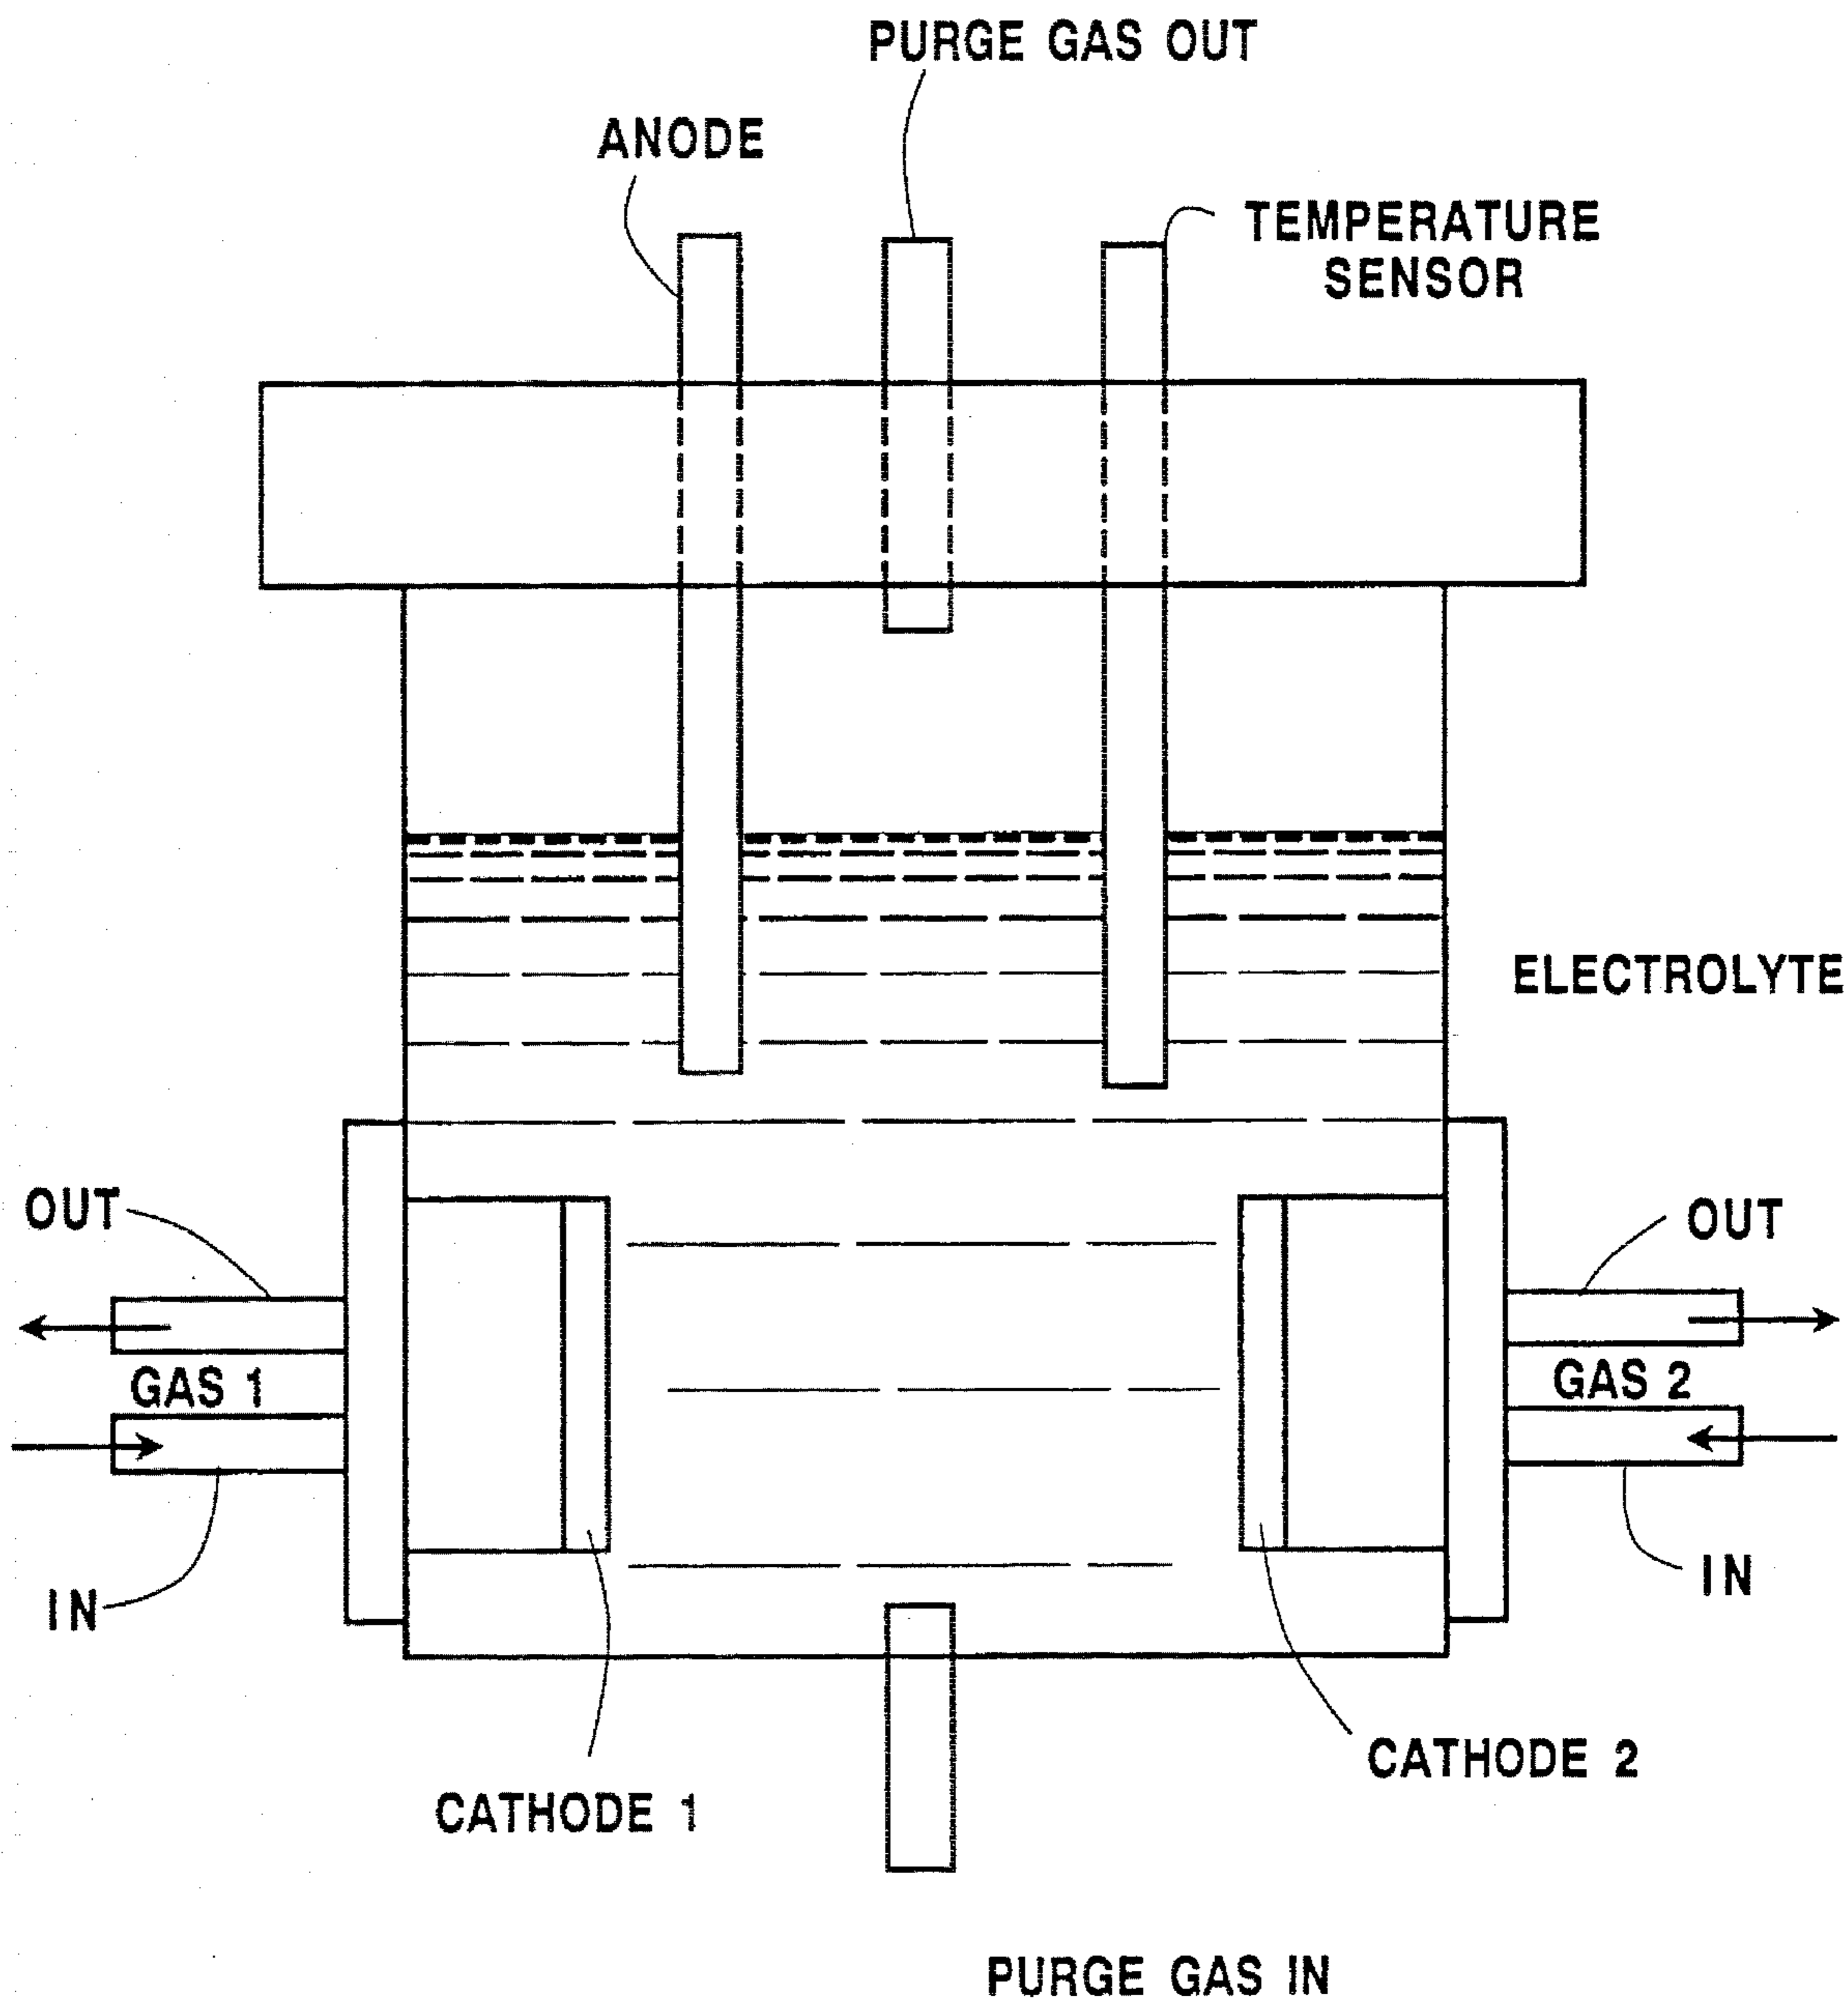 PURGE GAS OUT
ANODE
TEMPERATURE
SENSOR
ELECTROLYTE
OUT
OUT
GAS 1
GAS 2
IN
IN
CATHODE 1
CATHODE 2
PURGE GAS IN